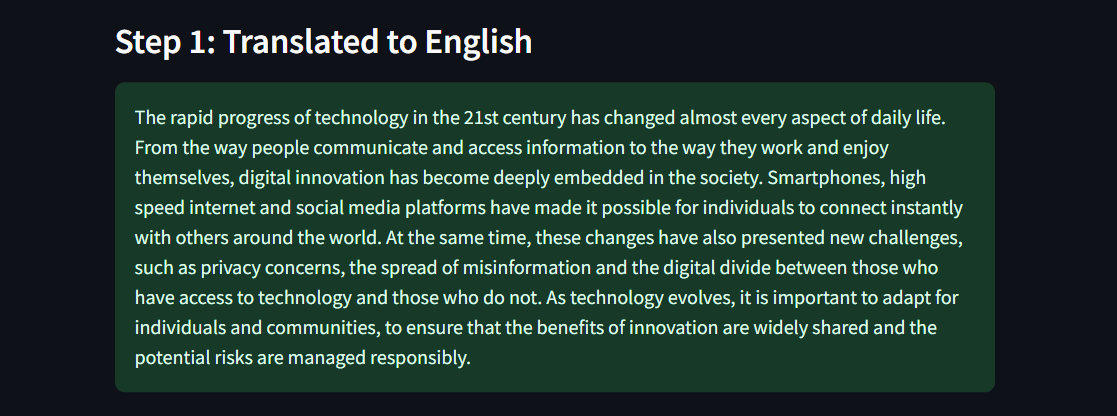 Step 1: Translated to English
The rapid progress of technology in the 21st century has changed almost every aspect of daily life.
From the way people communicate and access information to the way they work and enjoy
themselves, digital innovation has become deeply embedded in the society. Smartphones, high
speed internet and social media platforms have made it possible for individuals to connect instantly
with others around the world. At the same time, these changes have also presented new challenges,
such as privacy concerns, the spread of misinformation and the digital divide between those who
have access to technology and those who do not. As technology evolves, it is important to adapt for
individuals and communities, to ensure that the benefits of innovation are widely shared and the
potential risks are managed responsibly.